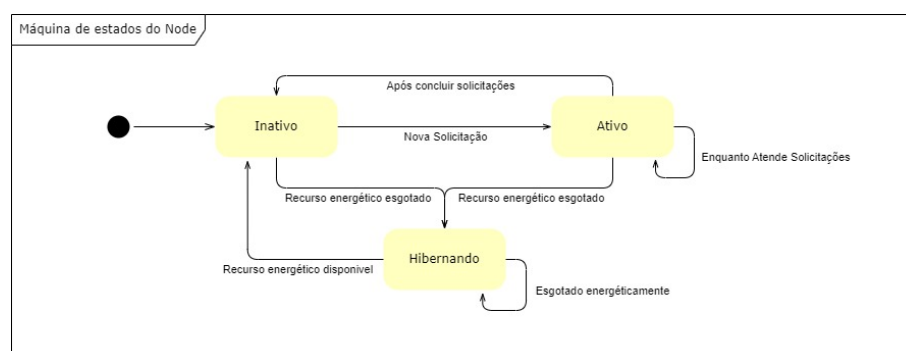 Máquina de estados do Node
Após concluir solicitações
Inativo
Ativo
Nova Solicitação
Enquanto Atende Solicitações
Recurso energético esgotado
Recurso energético esgotado
Hibernando
Recurso energético disponivel
Esgotado energéticamente